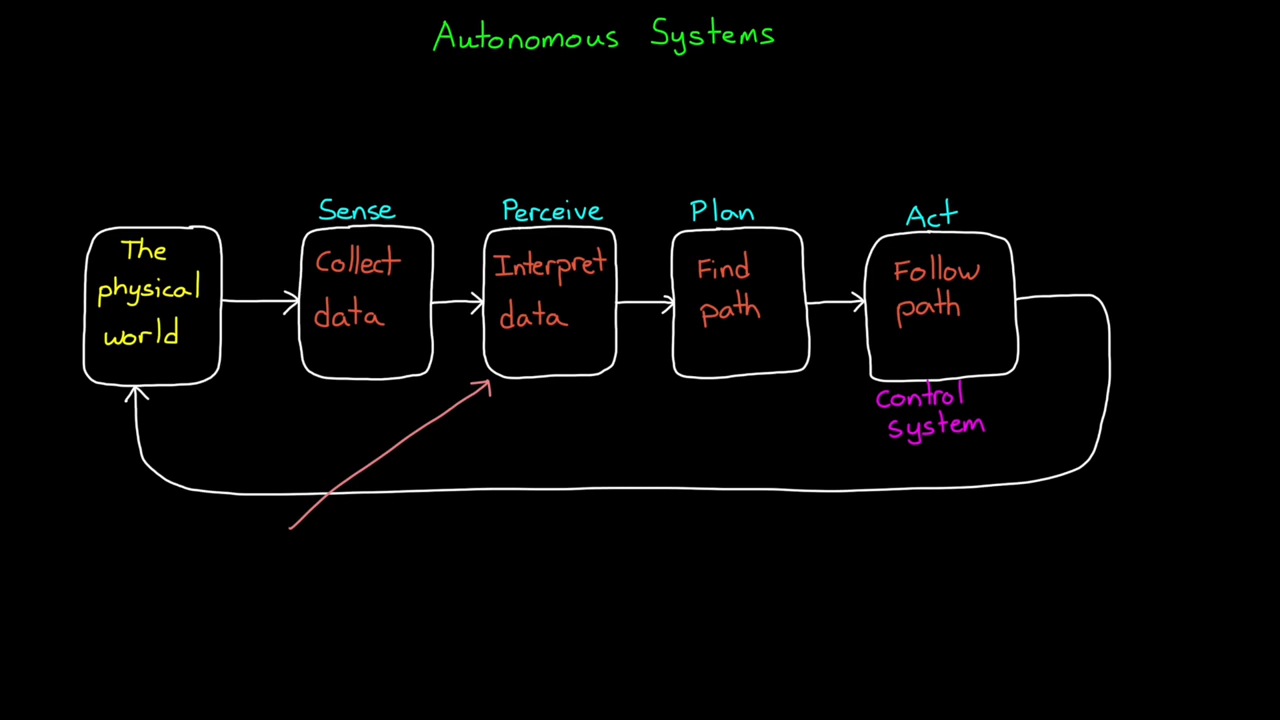 Autonomous Systems
Sense
Perceive
Plan
Act
The
physical
world
Collect
data
Interpret
data
Find
path
Follow
path
Control
system